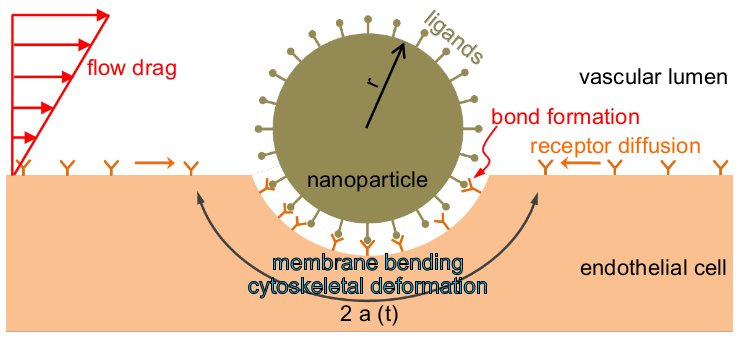 ligands
flow drag
r
vascular lumen
bond formation
receptor diffusion
nanoparticle
membrane bending
cytoskeletal deformation
endothelial cell
2 a (t)